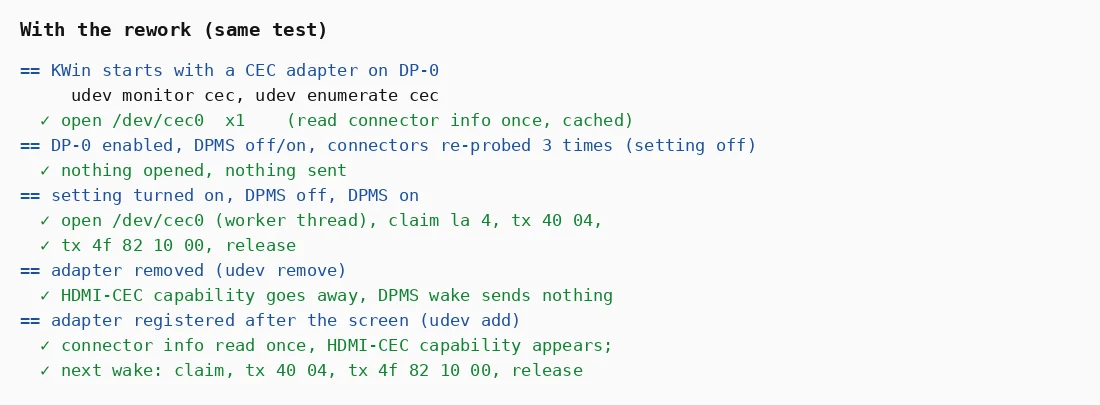 With the rework (same test)
== KWin starts with a CEC adapter on DP-0
udev monitor cec, udev enumerate cec
✓ open /dev/cec0  x1    (read connector info once, cached)
== DP-0 enabled, DPMS off/on, connectors re-probed 3 times (setting off)
✓ nothing opened, nothing sent
== setting turned on, DPMS off, DPMS on
✓ open /dev/cec0 (worker thread), claim la 4, tx 40 04,
✓ tx 4f 82 10 00, release
== adapter removed (udev remove)
✓ HDMI-CEC capability goes away, DPMS wake sends nothing
== adapter registered after the screen (udev add)
✓ connector info read once, HDMI-CEC capability appears;
✓ next wake: claim, tx 40 04, tx 4f 82 10 00, release